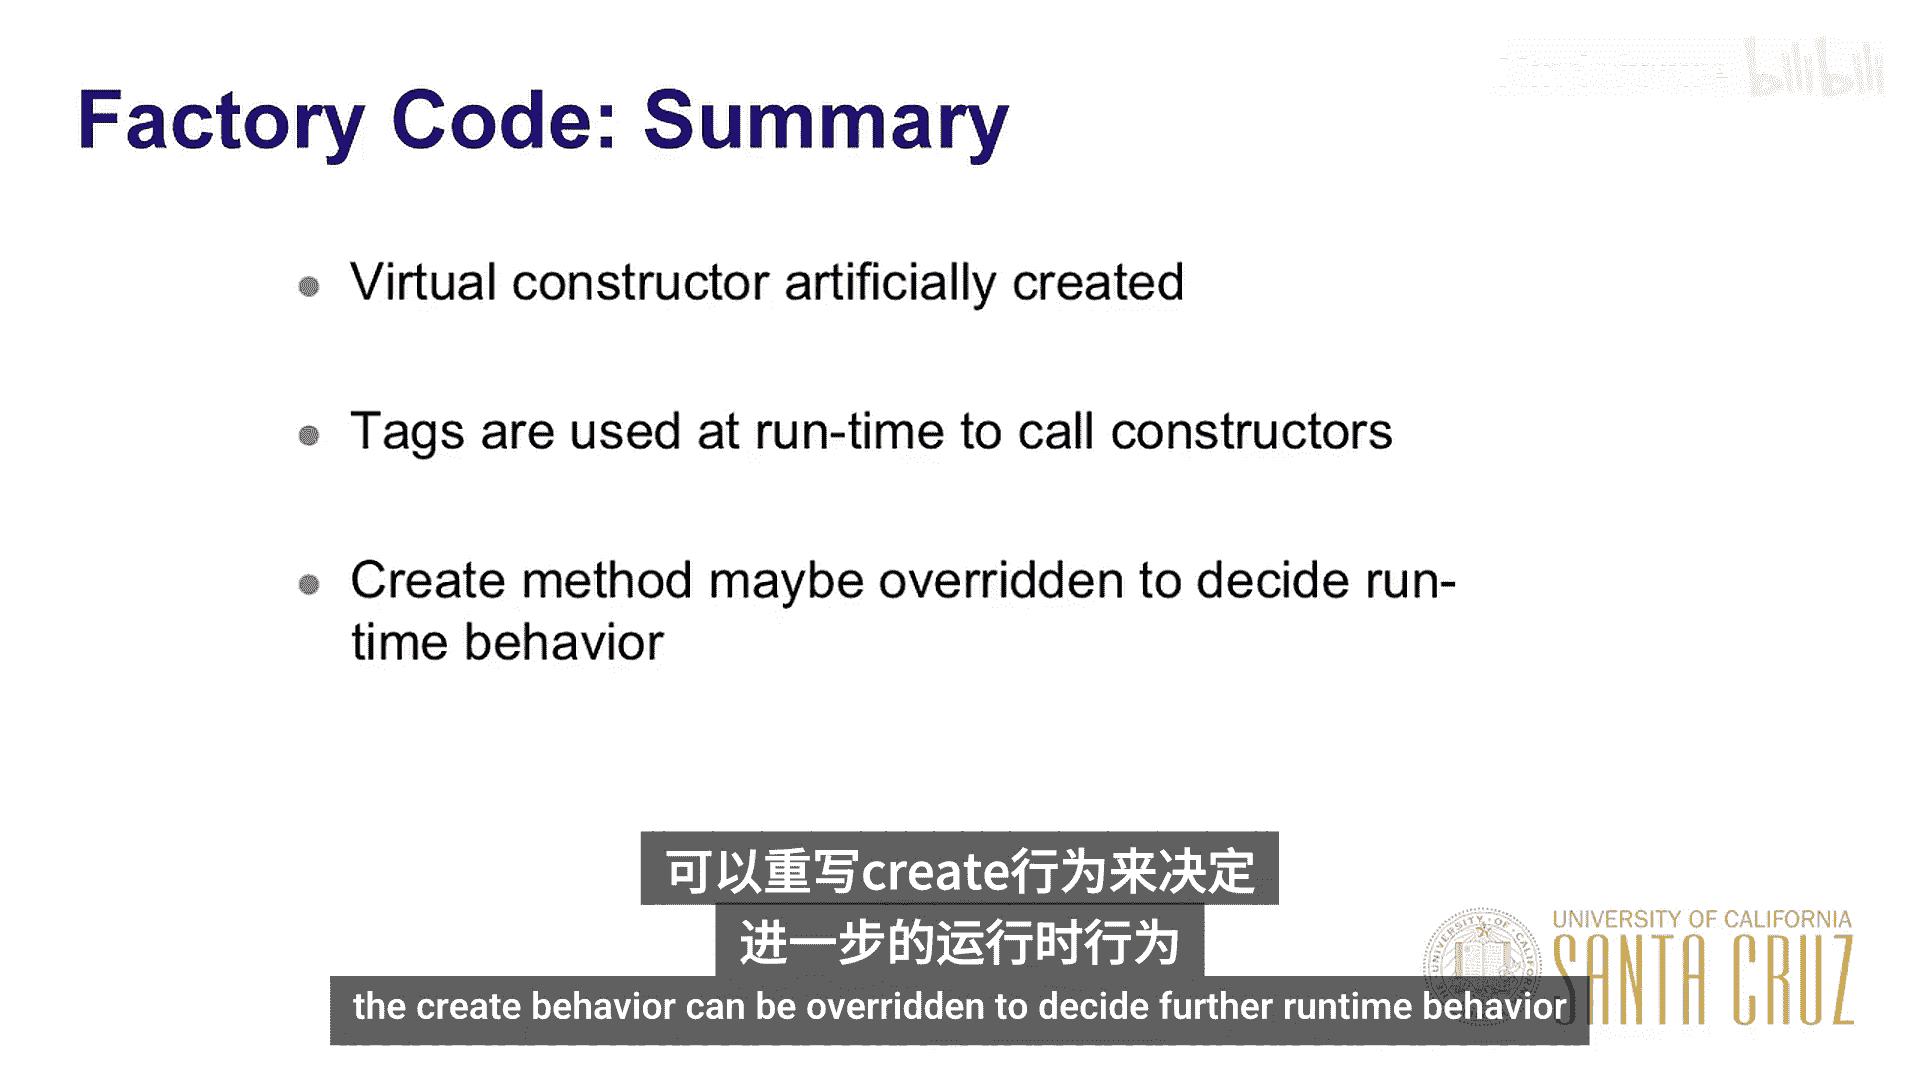 bilibili
Factory Code: Summary
Virtual constructor artificially created
Tags are used at run-time to call constructors
Create method maybe overridden to decide run-
time behavior
可以重写create行为来决定
进一步的运行时行为
the create behavior can be overridden to decide further runtime behavior
UNIVERSITY OF CALIFORNIA
SANTA CRUZ